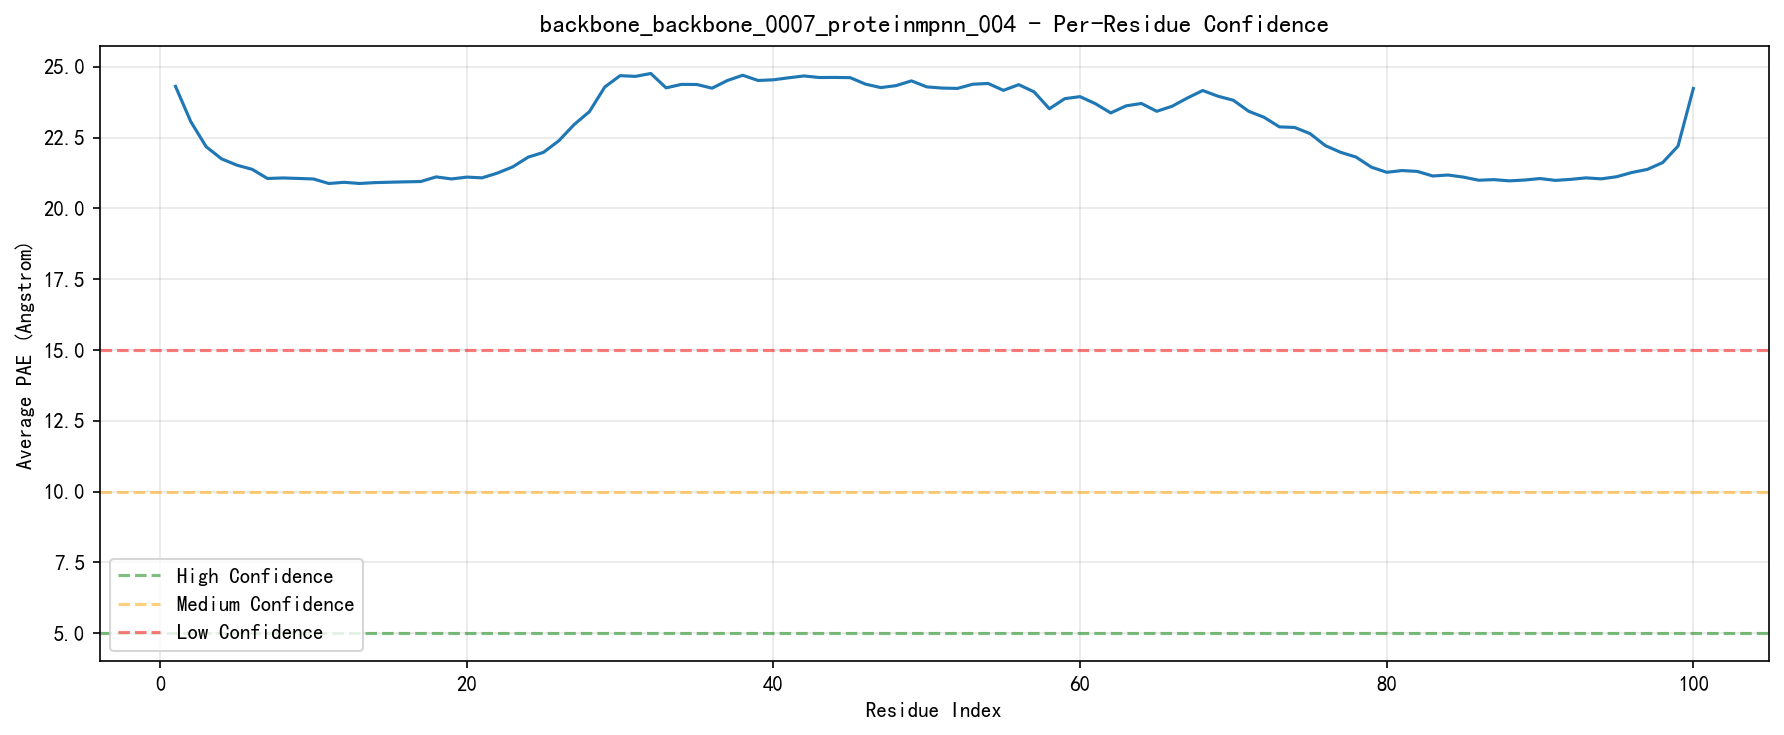 backbone_backbone_0007_proteinmpnn_004 - Per-Residue Confidence
Average PAE (Angstrom)
25.0
22.5
20.0
17.5
15.0
12.5
10.0
7.5
5.0
High Confidence
Medium Confidence
Low Confidence
0 20 40 60 80 100
Residue Index